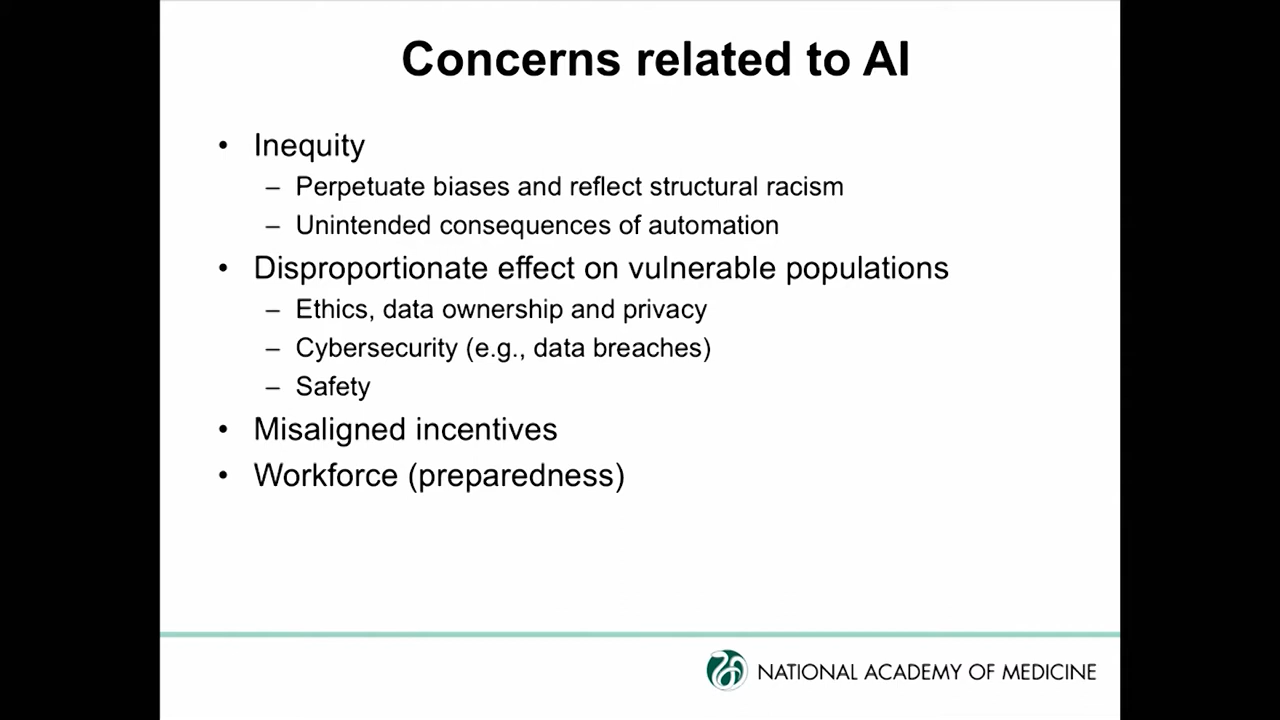 Concerns related to AI
• Inequity
– Perpetuate biases and reflect structural racism
– Unintended consequences of automation
• Disproportionate effect on vulnerable populations
– Ethics, data ownership and privacy
– Cybersecurity (e.g., data breaches)
– Safety
• Misaligned incentives
• Workforce (preparedness)
NATIONAL ACADEMY OF MEDICINE